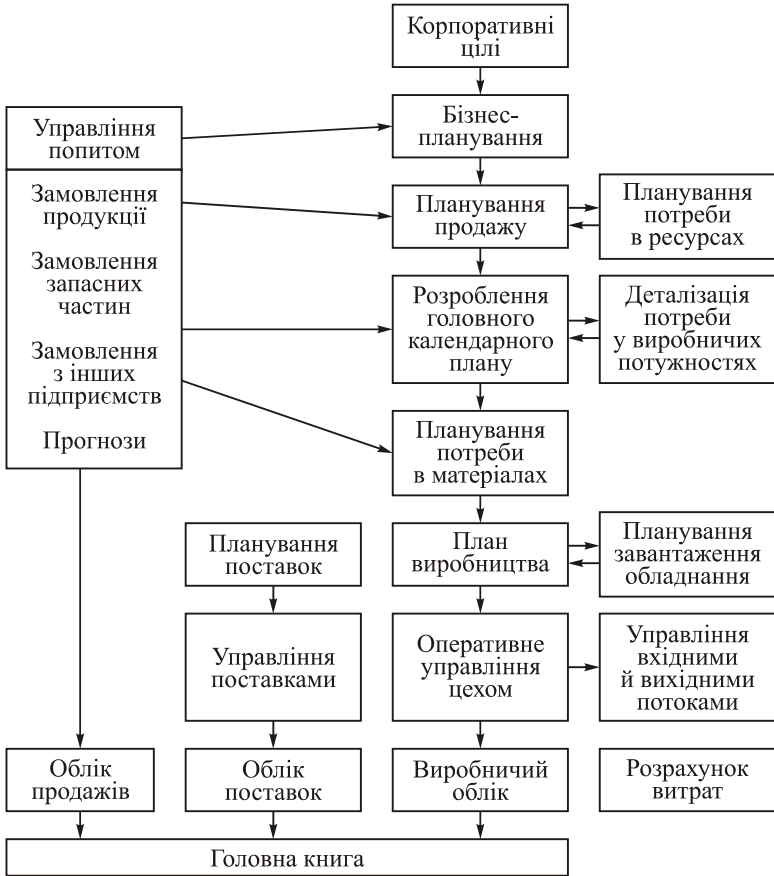 Корпоративні
цілі
Управління
попитом
Бізнес-
планування
Замовлення
продукції
Замовлення
запасних
частин
Замовлення
з інших
підприємств
Прогнози
Планування
продажу
Планування
потреби
в ресурсах
Розроблення
головного
календарного
плану
Деталізація
потреби
у виробничих
потужностях
Планування
потреби
в матеріалах
Планування
поставок
План
виробництва
Планування
завантаження
обладнання
Управління
поставками
Оперативне
управління
цехом
Управління
вхідними
й вихідними
потоками
Облік
продажів
Облік
поставок
Виробничий
облік
Розрахунок
витрат
Головна книга